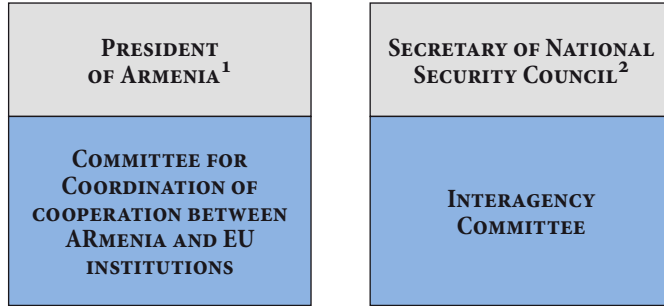 President
of Armenia¹
Committee for
Coordination of
cooperation between
ARmenia and EU
institutions
Secretary of National
Security Council²
Interagency
Committee